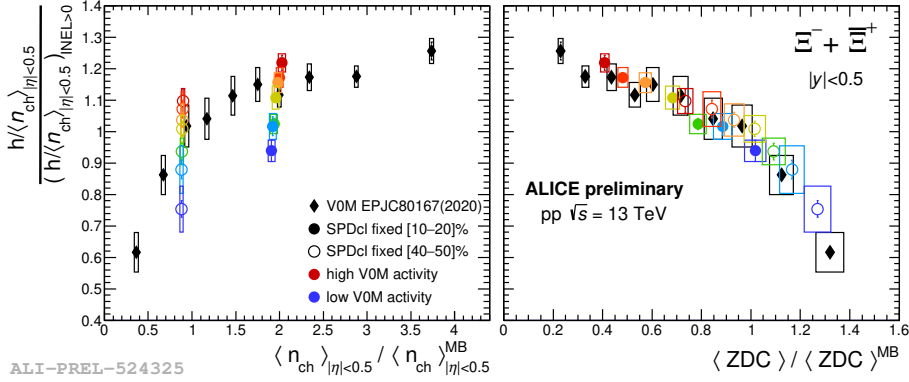 h/⟨n_ch⟩_|η|<0.5
(h/⟨n_ch⟩_|η|<0.5)_INEL>0
1.4
1.3
1.2
1.1
1.0
0.9
0.8
0.7
0.6
0.5
0.4
0 0.5 1 1.5 2 2.5 3 3.5 4
⟨ n_ch ⟩_|η|<0.5 / ⟨ n_ch ⟩^MB_|η|<0.5
V0M EPJC80167(2020)
SPDcl fixed [10−20]%
SPDcl fixed [40−50]%
high V0M activity
low V0M activity
Ξ⁻ + Ξ̅⁺
|y|<0.5
ALICE preliminary
pp √s = 13 TeV
0 0.2 0.4 0.6 0.8 1 1.2 1.4 1.6
⟨ ZDC ⟩ / ⟨ ZDC ⟩^MB
ALI-PREL-524325